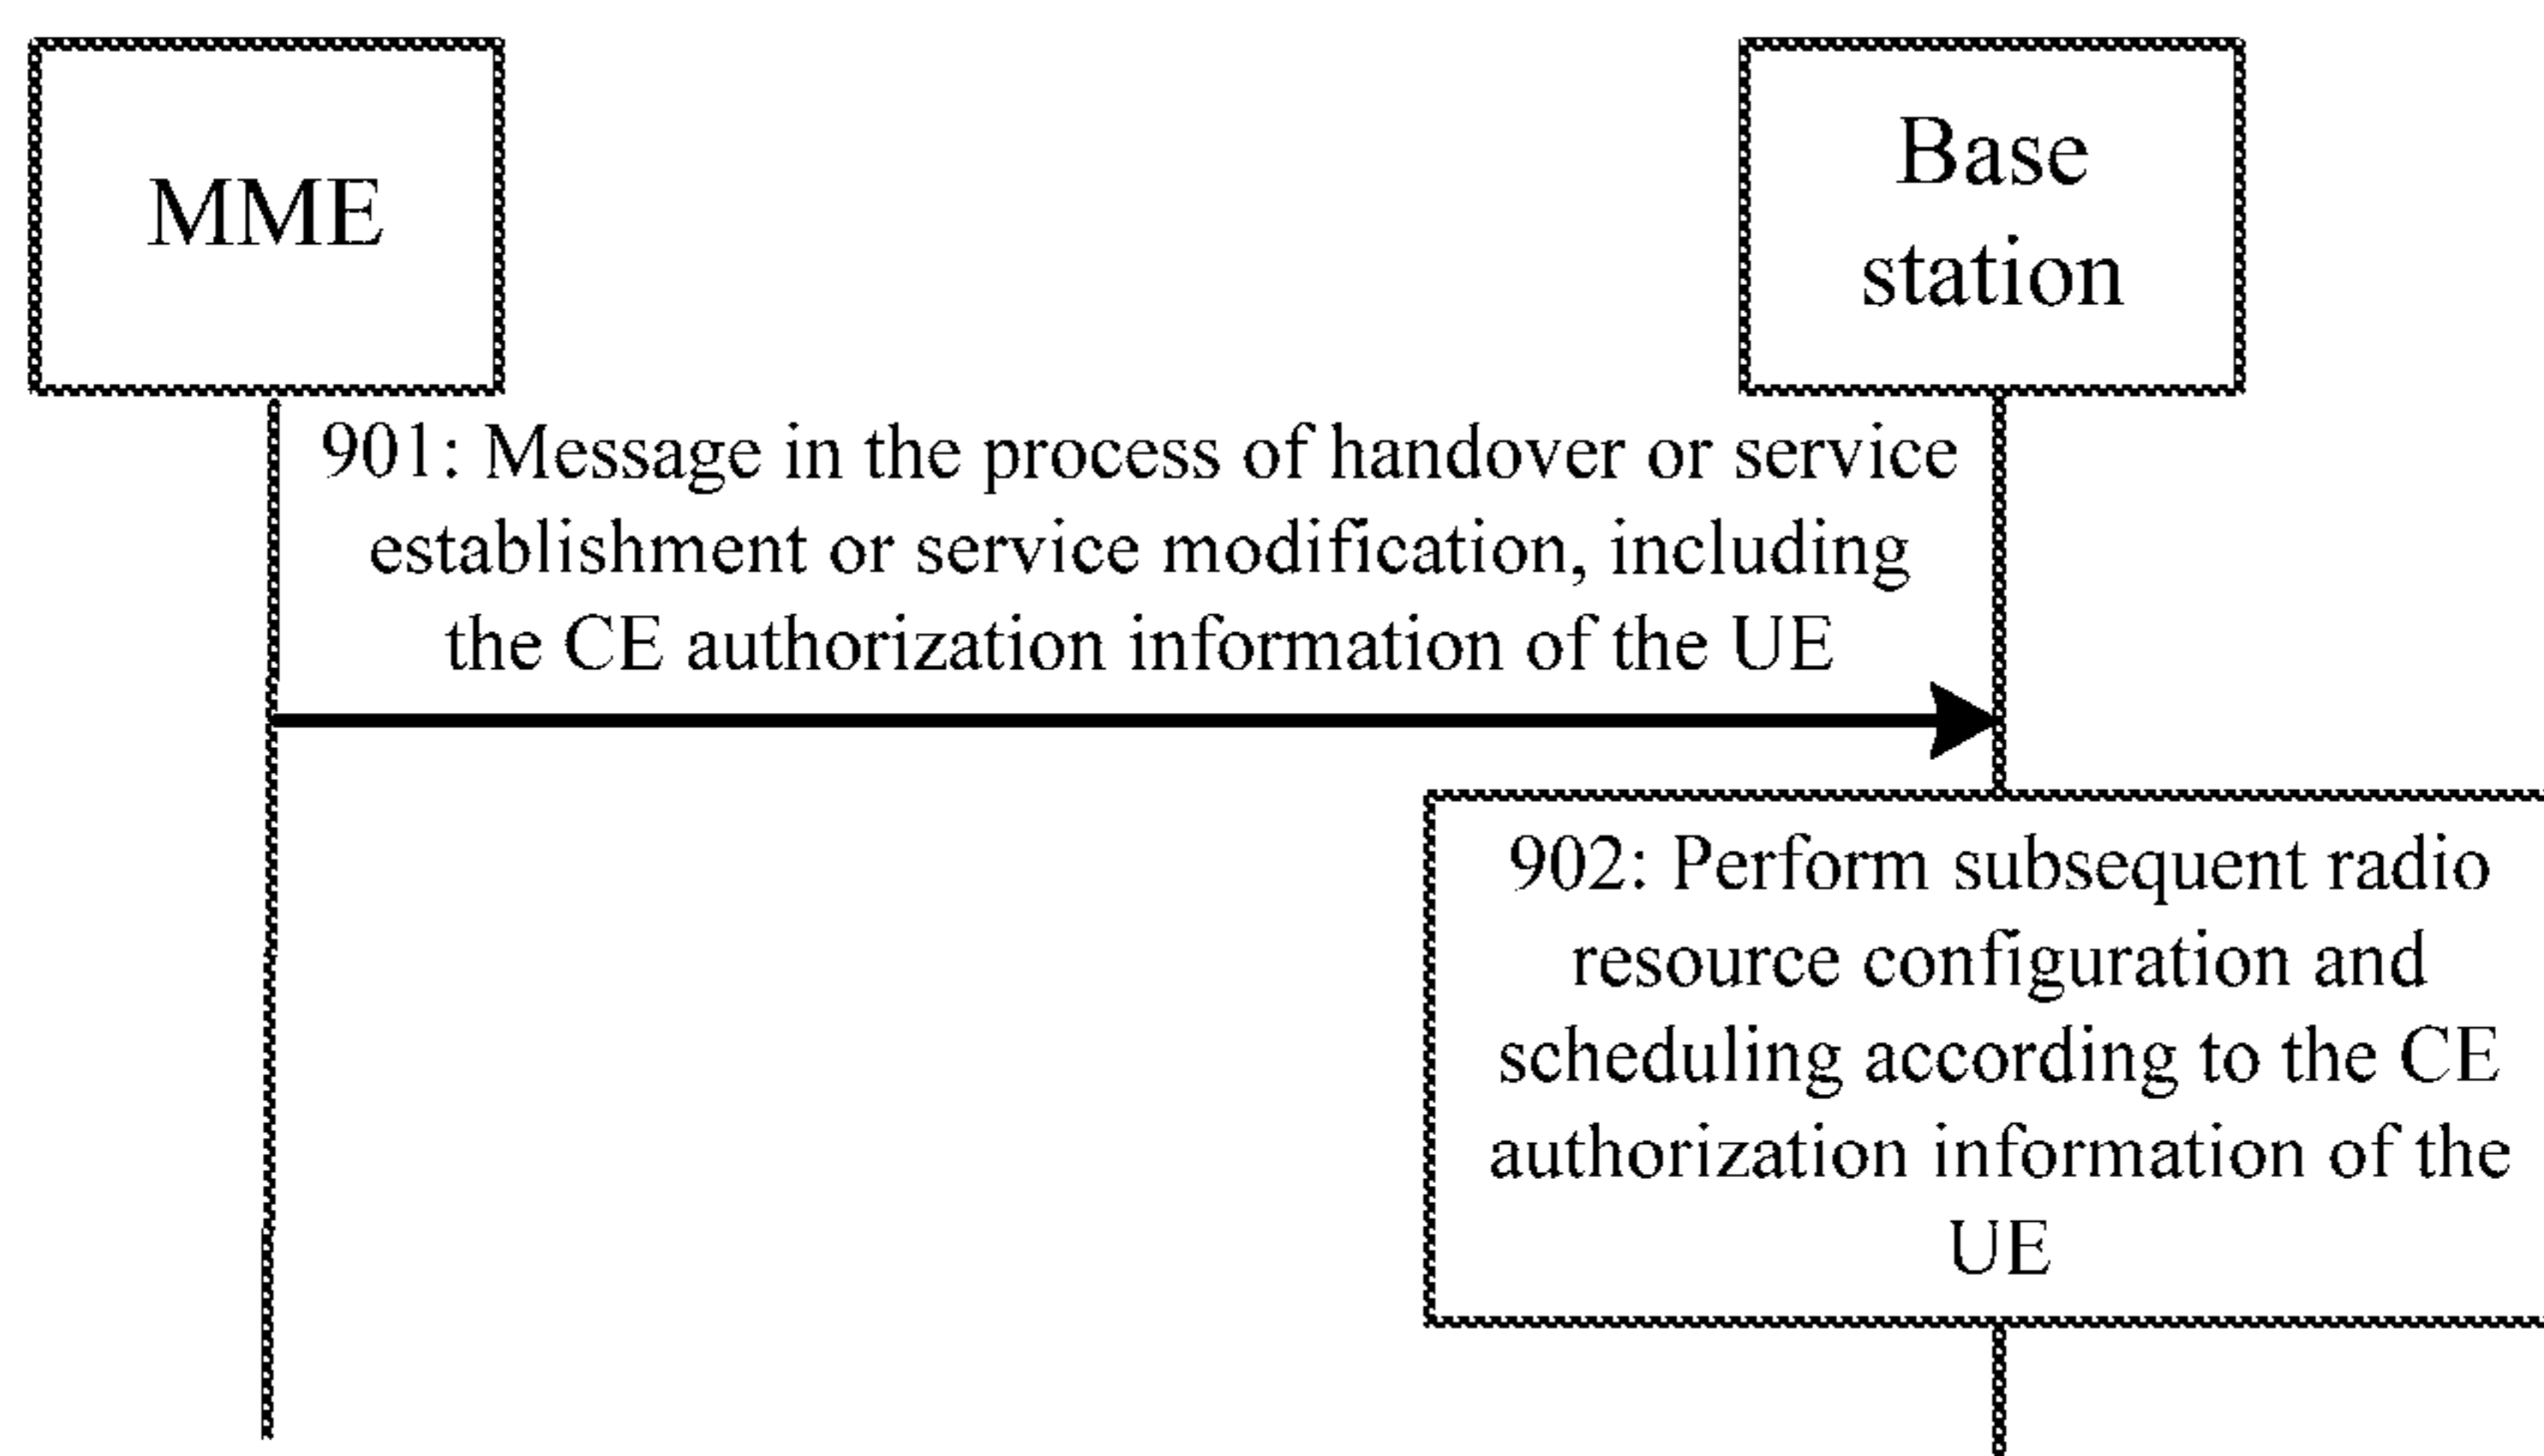 MME
Base
station
901: Message in the process of handover or service
establishment or service modification, including
the CE authorization information of the UE
902: Perform subsequent radio
resource configuration and
scheduling according to the CE
authorization information of the
UE